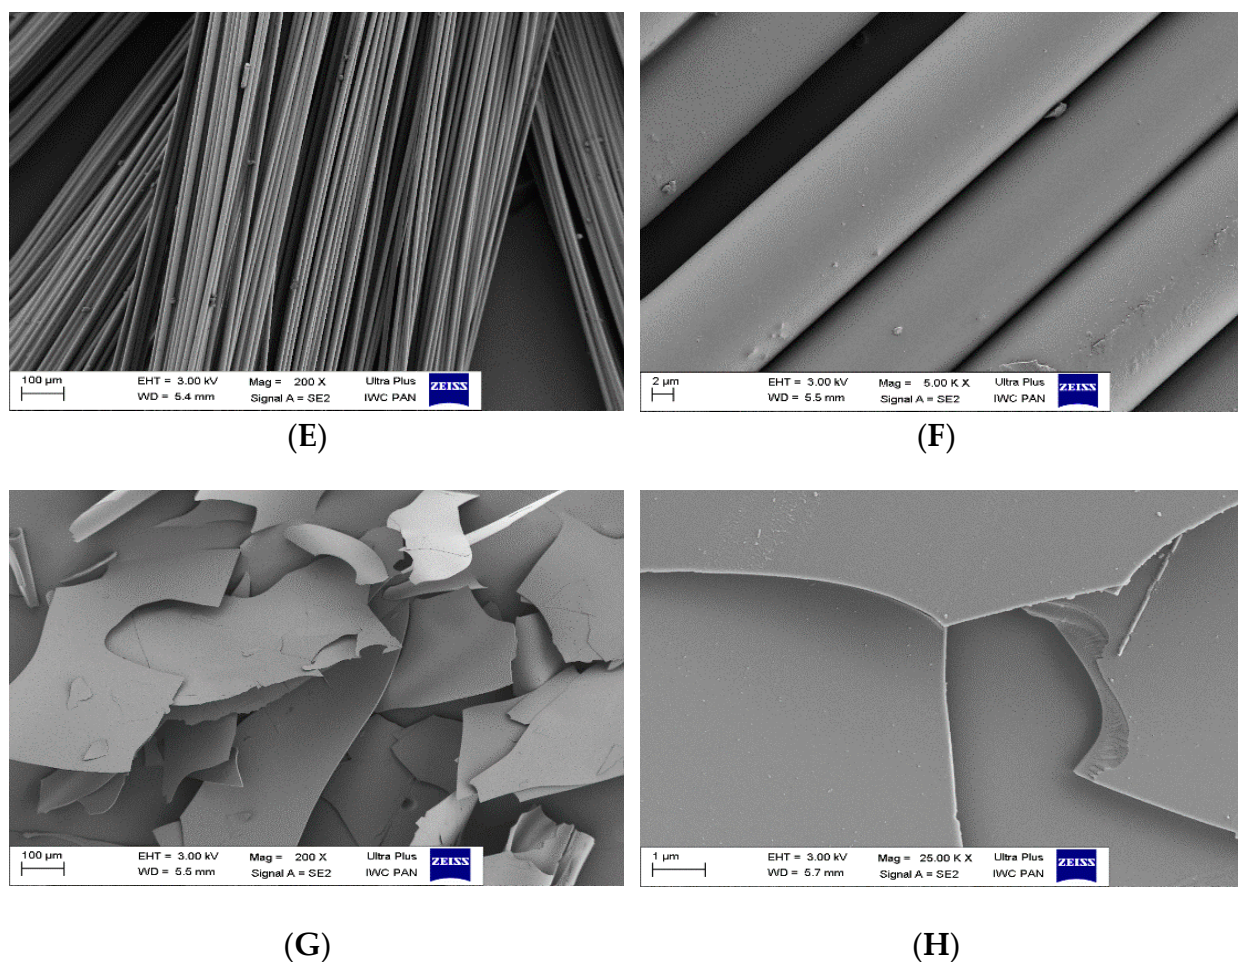 100 µm EHT = 3.00 kV Mag = 200 X Ultra Plus ZEISS
WD = 5.4 mm Signal A = SE2 IWC PAN
2 µm EHT = 3.00 kV Mag = 5.00 K X Ultra Plus ZEISS
WD = 5.5 mm Signal A = SE2 IWC PAN
(E)
(F)
100 µm EHT = 3.00 kV Mag = 200 X Ultra Plus ZEISS
WD = 5.5 mm Signal A = SE2 IWC PAN
1 µm EHT = 3.00 kV Mag = 25.00 K X Ultra Plus ZEISS
WD = 5.7 mm Signal A = SE2 IWC PAN
(G)
(H)